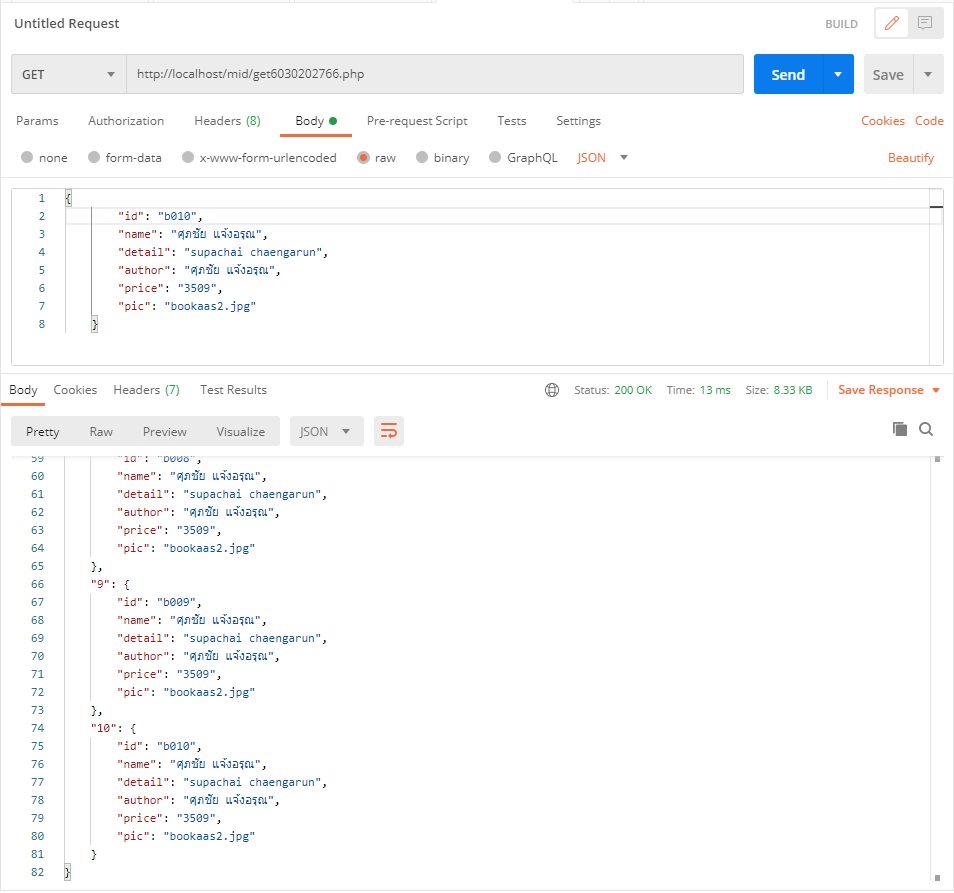 Untitled Request BUILD
GET http://localhost/mid/get6030202766.php Send Save
Params Authorization Headers (8) Body Pre-request Script Tests Settings Cookies Code
none form-data x-www-form-urlencoded raw binary GraphQL JSON Beautify
1 {
2 "id": "b010",
3 "name": "ศุภชัย แจ้งอรุณ",
4 "detail": "supachai chaengarun",
5 "author": "ศุภชัย แจ้งอรุณ",
6 "price": "3509",
7 "pic": "bookaas2.jpg"
8 }
Body Cookies Headers (7) Test Results Status: 200 OK Time: 13 ms Size: 8.33 KB Save Response
Pretty Raw Preview Visualize JSON
59 "id": "b008",
60 "name": "ศุภชัย แจ้งอรุณ",
61 "detail": "supachai chaengarun",
62 "author": "ศุภชัย แจ้งอรุณ",
63 "price": "3509",
64 "pic": "bookaas2.jpg"
65 },
66 "9": {
67 "id": "b009",
68 "name": "ศุภชัย แจ้งอรุณ",
69 "detail": "supachai chaengarun",
70 "author": "ศุภชัย แจ้งอรุณ",
71 "price": "3509",
72 "pic": "bookaas2.jpg"
73 },
74 "10": {
75 "id": "b010",
76 "name": "ศุภชัย แจ้งอรุณ",
77 "detail": "supachai chaengarun",
78 "author": "ศุภชัย แจ้งอรุณ",
79 "price": "3509",
80 "pic": "bookaas2.jpg"
81 }
82 }